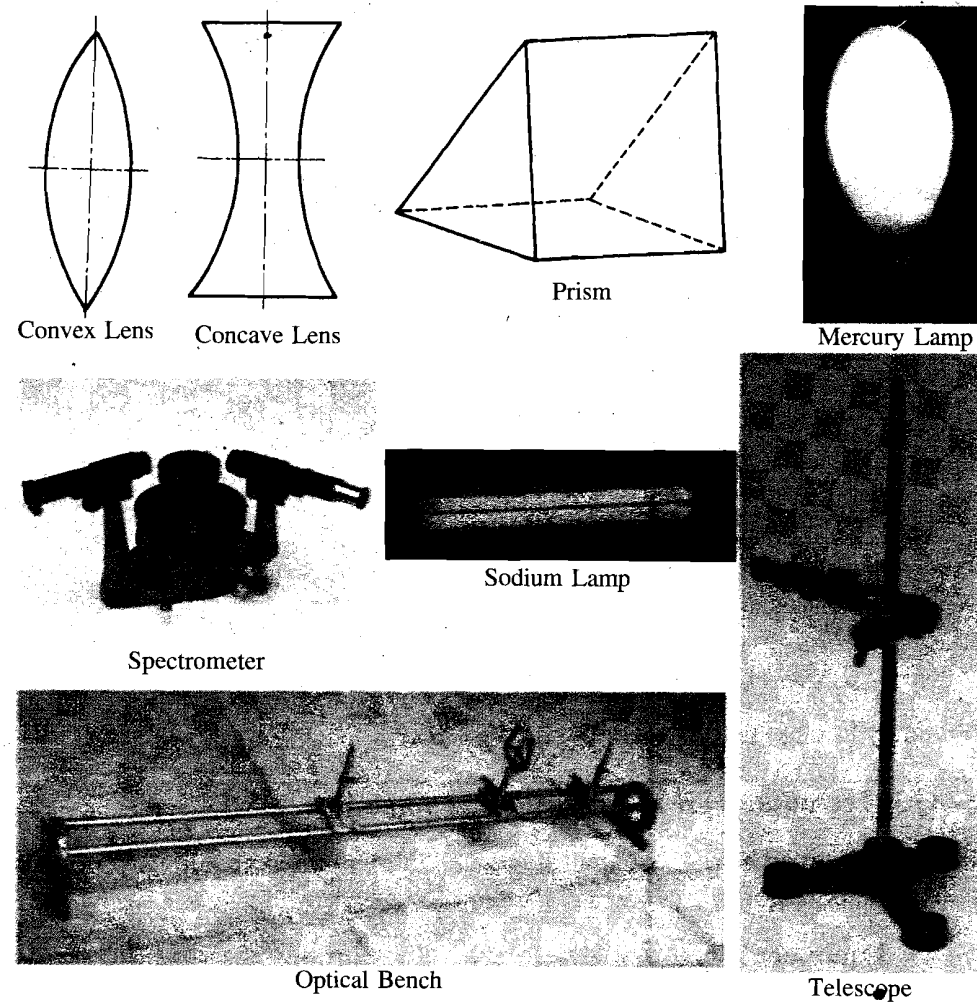 Convex Lens
Concave Lens
Prism
Mercury Lamp
Spectrometer
Sodium Lamp
Optical Bench
Telescope